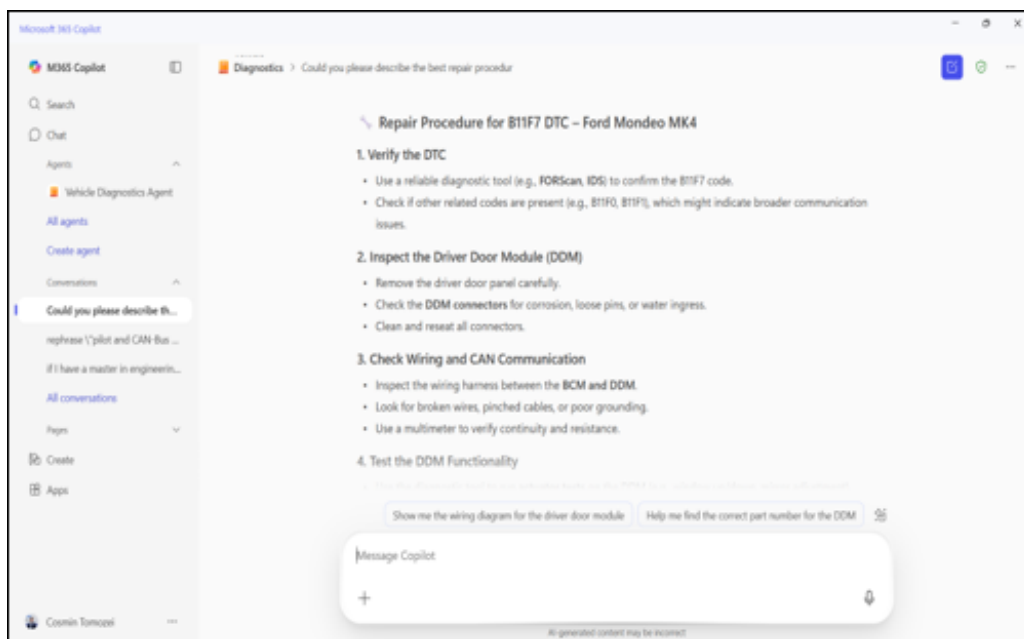 Microsoft 365 Copilot
M365 Copilot
Diagnostics > Could you please describe the best repair procedur
Search
Chat
Agents
Vehicle Diagnostics Agent
All agents
Create agent
Conversations
Could you please describe th...
rephrase \"pilot and CAN-Bus ...
if I have a master in engineerin...
All conversations
Pages
Create
Apps
Cosmin Tomozei
Repair Procedure for B11F7 DTC – Ford Mondeo MK4
1. Verify the DTC
• Use a reliable diagnostic tool (e.g., FORScan, IDS) to confirm the B11F7 code.
• Check if other related codes are present (e.g., B11F0, B11F1), which might indicate broader communication
issues.
2. Inspect the Driver Door Module (DDM)
• Remove the driver door panel carefully.
• Check the DDM connectors for corrosion, loose pins, or water ingress.
• Clean and reseat all connectors.
3. Check Wiring and CAN Communication
• Inspect the wiring harness between the BCM and DDM.
• Look for broken wires, pinched cables, or poor grounding.
• Use a multimeter to verify continuity and resistance.
4. Test the DDM Functionality
Show me the wiring diagram for the driver door module
Help me find the correct part number for the DDM
Message Copilot
AI-generated content may be incorrect